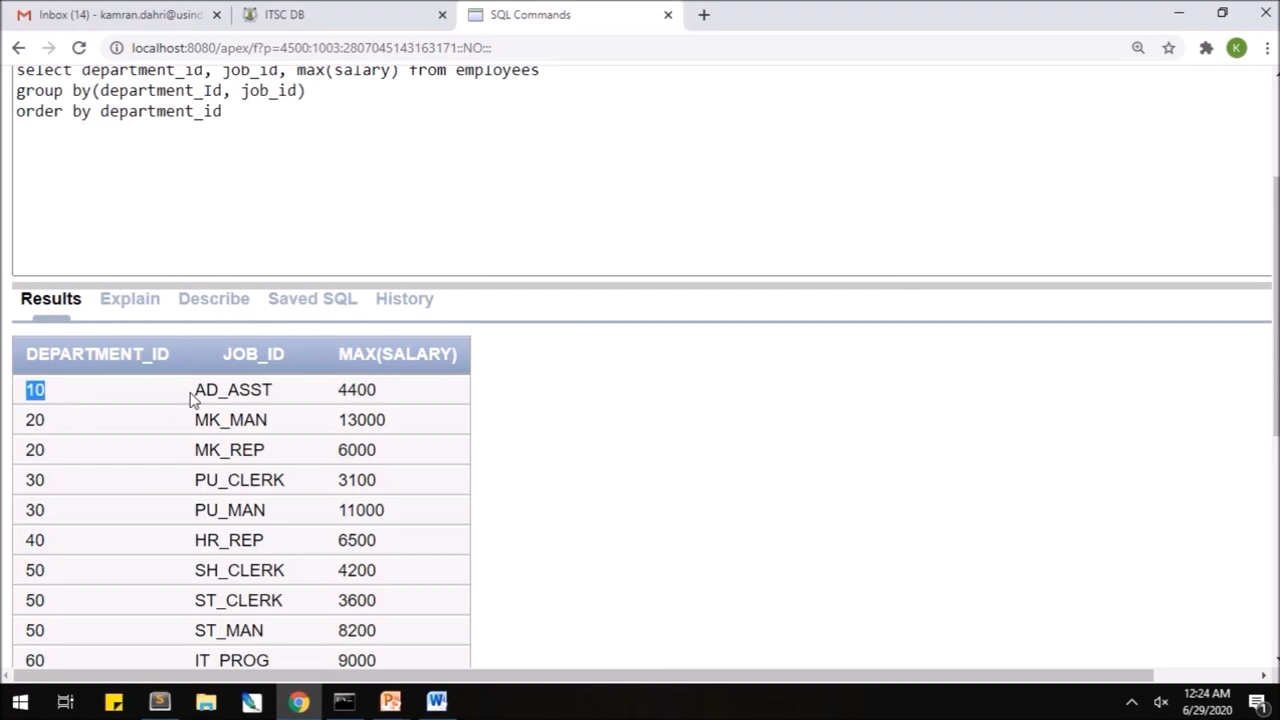 Inbox (14) - kamran.dahri@usind
ITSC DB
SQL Commands
localhost:8080/apex/f?p=4500:1003:2807045143163171::NO:::
K
select department_id, job_id, max(salary) from employees
group by(department_Id, job_id)
order by department_id
Results Explain Describe Saved SQL History
DEPARTMENT_ID JOB_ID MAX(SALARY)
10 AD_ASST 4400
20 MK_MAN 13000
20 MK_REP 6000
30 PU_CLERK 3100
30 PU_MAN 11000
40 HR_REP 6500
50 SH_CLERK 4200
50 ST_CLERK 3600
50 ST_MAN 8200
60 IT_PROG 9000
12:24 AM
6/29/2020
1